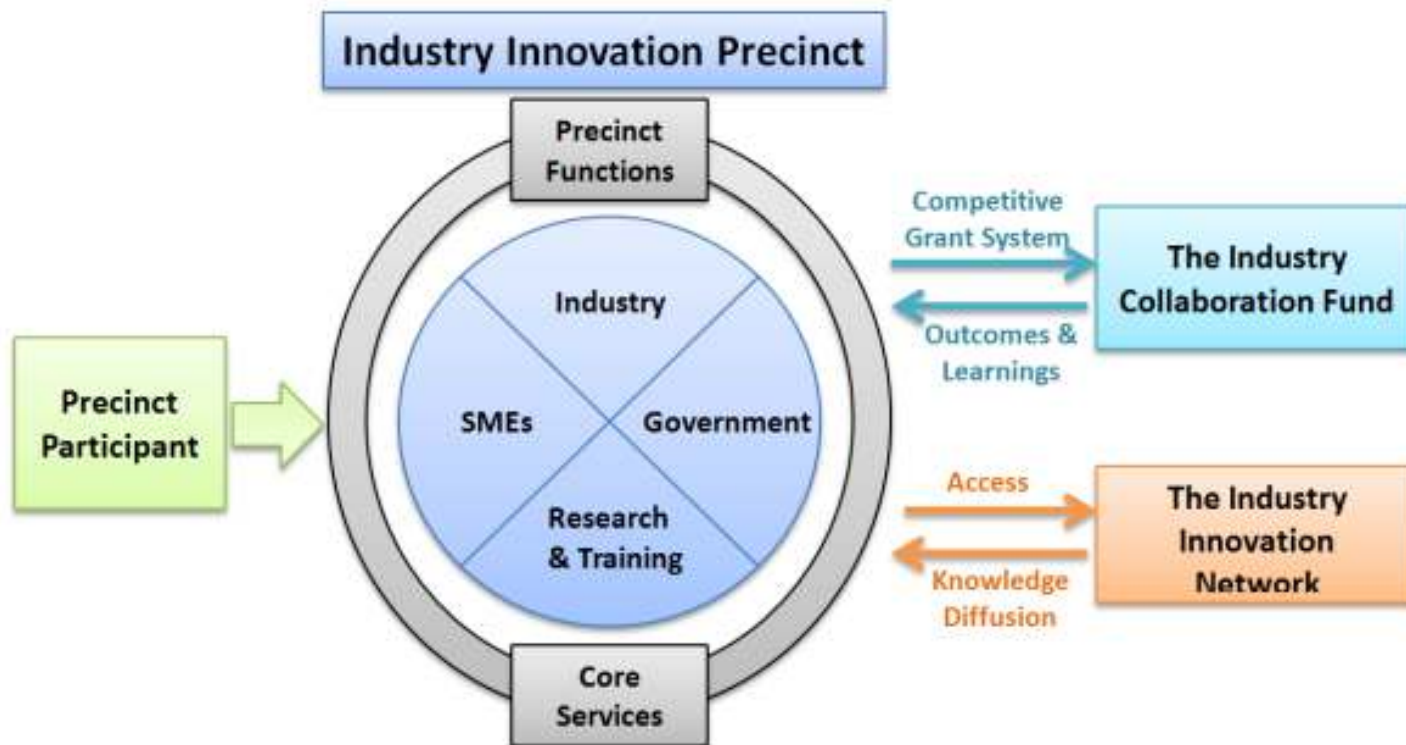 Industry Innovation Precinct
Precinct
Functions
Industry
SMEs
Government
Research
& Training
Core
Services
Precinct
Participant
Competitive
Grant System
Outcomes &
Learnings
The Industry
Collaboration Fund
Access
Knowledge
Diffusion
The Industry
Innovation
Network